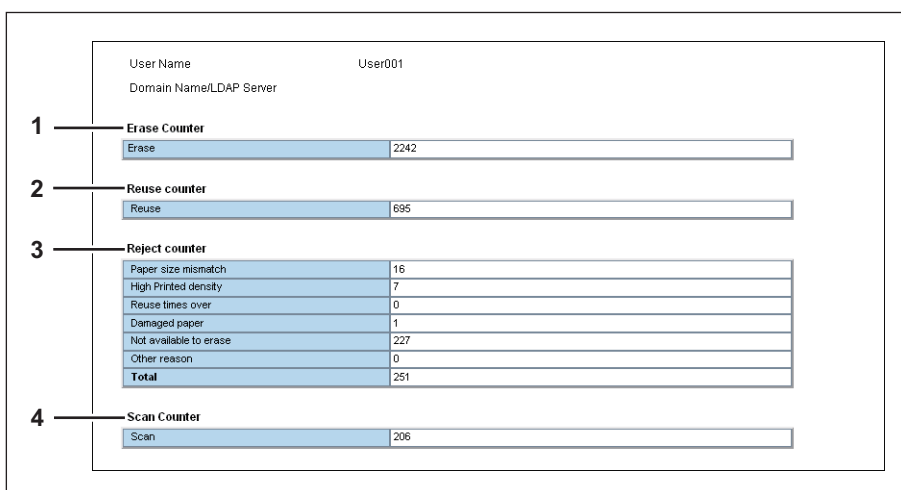 User Name User001
Domain Name/LDAP Server
1 Erase Counter
Erase 2242
2 Reuse counter
Reuse 695
3 Reject counter
Paper size mismatch 16
High Printed density 7
Reuse times over 0
Damaged paper 1
Not available to erase 227
Other reason 0
Total 251
4 Scan Counter
Scan 206